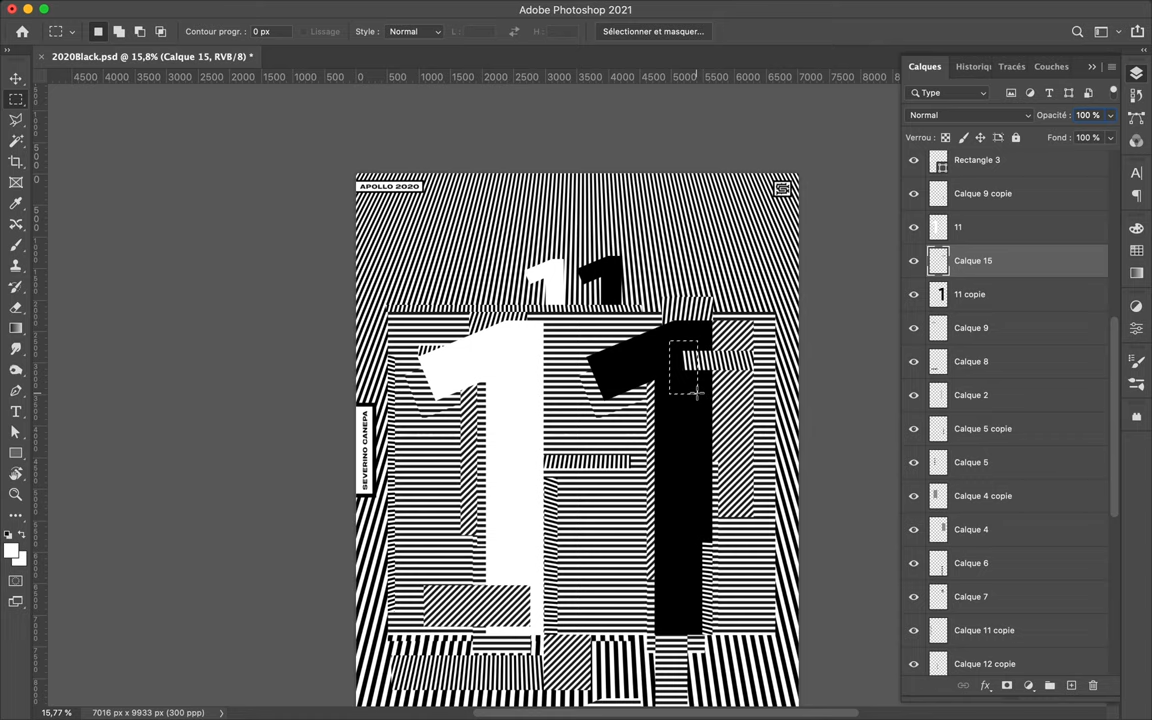 Adobe Photoshop 2021
Contour progr. : 0 px
Lissage
Style : Normal
L :
H :
Sélectionner et masquer...
2020Black.psd @ 15,8% (Calque 15, RVB/8) *
4500 4000 3500 3000 2500 2000 1500 1000 500 0 500 1000 1500 2000 2500 3000 3500 4000 4500 5000 5500 6000 6500 7000 7500 8000
Calques
Historiq
Tracés
Couches
Type
Normal
Opacité : 100 %
Verrou :
Fond : 100 %
Rectangle 3
Calque 9 copie
11
Calque 15
11 copie
Calque 9
Calque 8
Calque 2
Calque 5 copie
Calque 5
Calque 4 copie
Calque 4
Calque 6
Calque 7
Calque 11 copie
Calque 12 copie
APOLLO 2020
11
11
SEVERINO CANEPA
15,77 %
7016 px x 9933 px (300 ppp)